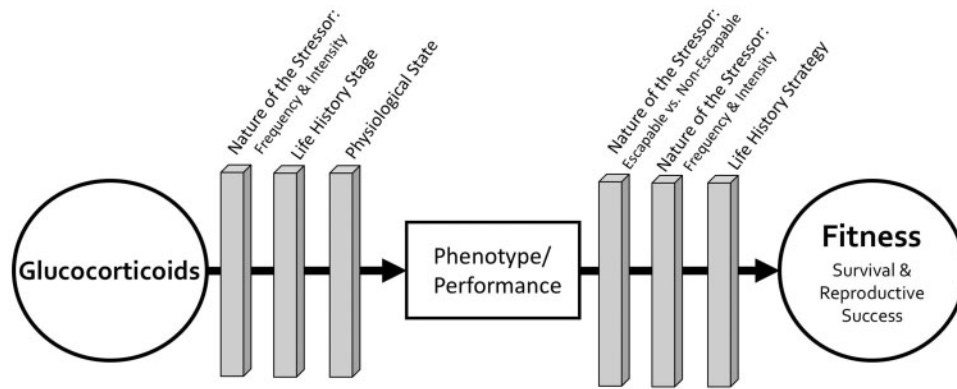 Nature of the Stressor:
Frequency & Intensity
Life History Stage
Physiological State
Nature of the Stressor:
Escapable vs. Non-Escapable
Nature of the Stressor:
Frequency & Intensity
Life History Strategy
Glucocorticoids
Phenotype/
Performance
Fitness
Survival &
Reproductive
Success